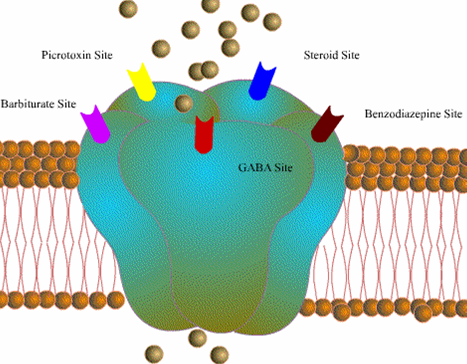 Picrotoxin Site
Steroid Site
Barbiturate Site
Benzodiazepine Site
GABA Site